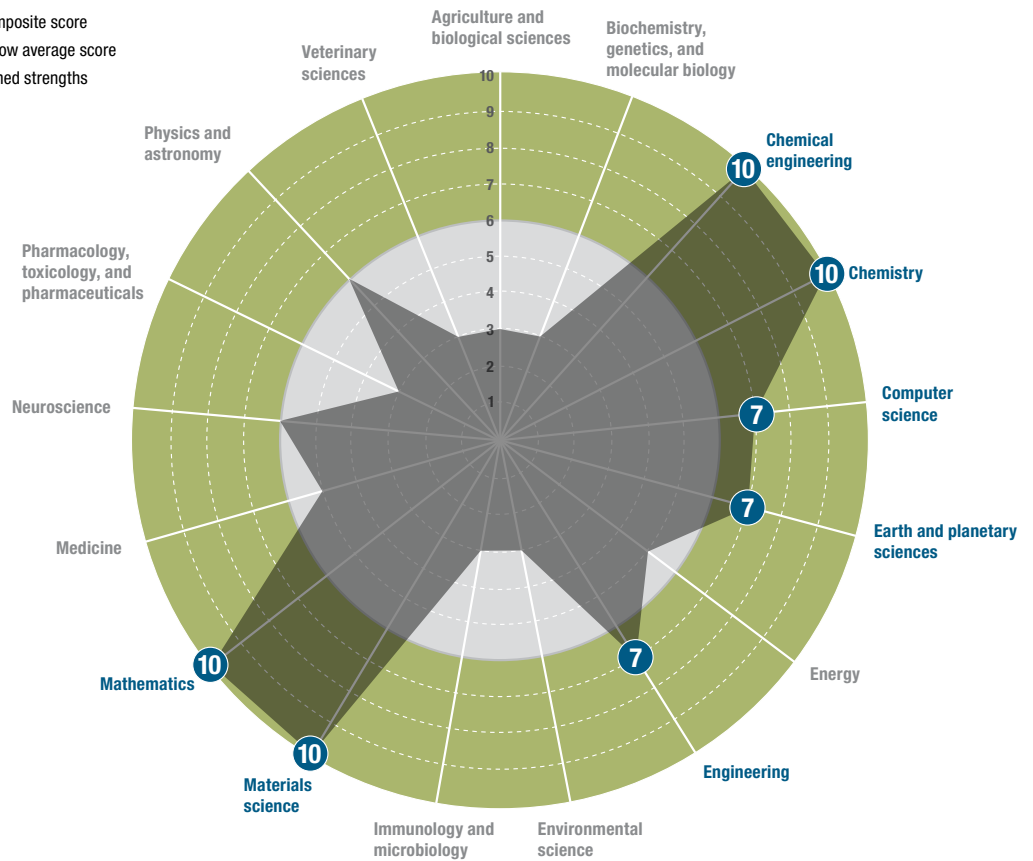 mposite score
ow average score
ned strengths
Agriculture and
biological sciences
Biochemistry,
genetics, and
molecular biology
Chemical
engineering
Chemistry
Computer
science
Earth and planetary
sciences
Energy
Engineering
Environmental
science
Immunology and
microbiology
Materials
science
Mathematics
Medicine
Neuroscience
Pharmacology,
toxicology, and
pharmaceuticals
Physics and
astronomy
Veterinary
sciences
10
9
8
7
6
5
4
3
2
1
10
10
7
7
7
10
10